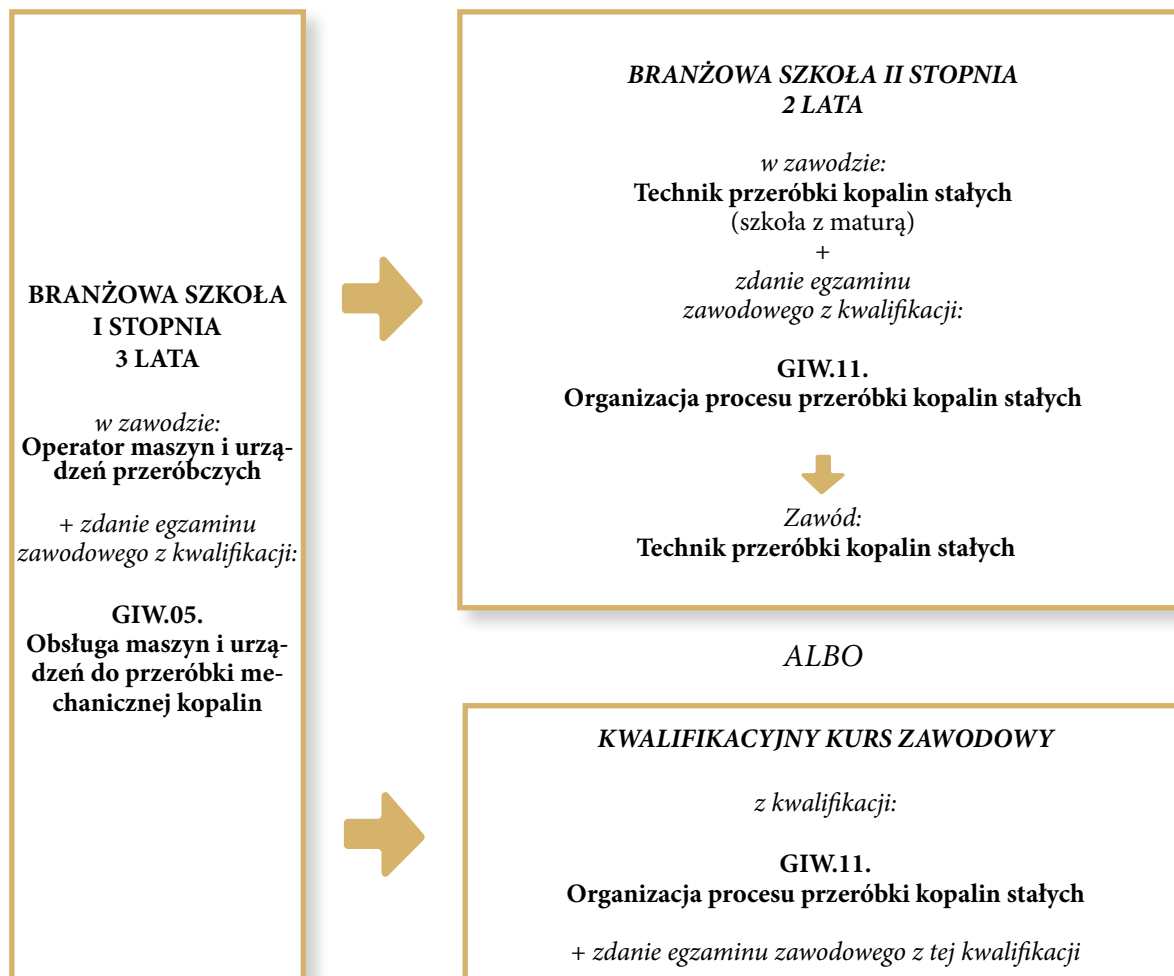 BRANŻOWA SZKOŁA
I STOPNIA
3 LATA
w zawodzie:
Operator maszyn i urzą-
dzeń przeróbczych
+ zdanie egzaminu
zawodowego z kwalifikacji:
GIW.05.
Obsługa maszyn i urzą-
dzeń do przeróbki me-
chanicznej kopalin
BRANŻOWA SZKOŁA II STOPNIA
2 LATA
w zawodzie:
Technik przeróbki kopalin stałych
(szkoła z maturą)
+
zdanie egzaminu
zawodowego z kwalifikacji:
GIW.11.
Organizacja procesu przeróbki kopalin stałych
Zawód:
Technik przeróbki kopalin stałych
ALBO
KWALIFIKACYJNY KURS ZAWODOWY
z kwalifikacji:
GIW.11.
Organizacja procesu przeróbki kopalin stałych
+ zdanie egzaminu zawodowego z tej kwalifikacji